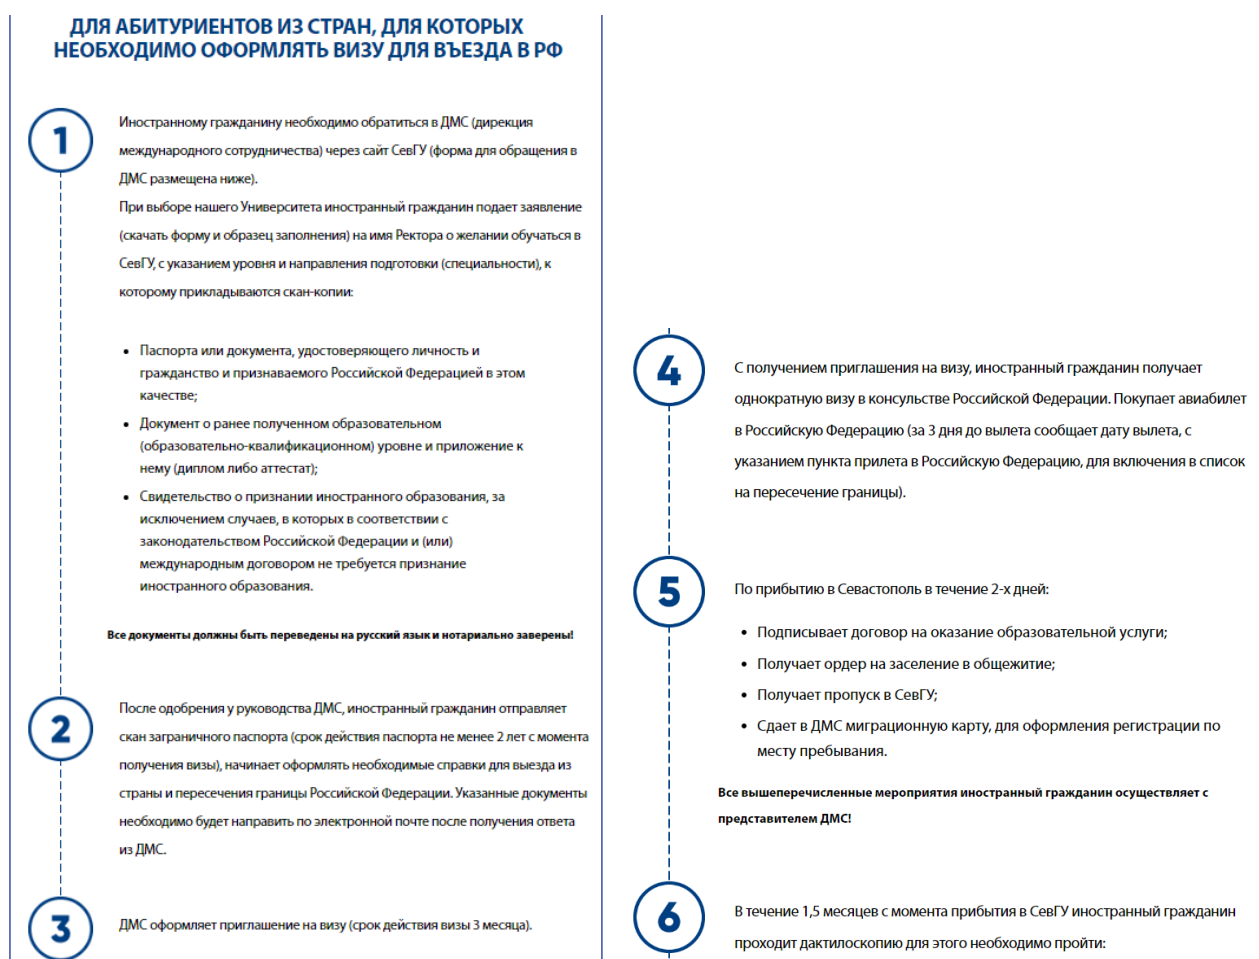 ДЛЯ АБИТУРИЕНТОВ ИЗ СТРАН, ДЛЯ КОТОРЫХ
НЕОБХОДИМО ОФОРМЛЯТЬ ВИЗУ ДЛЯ ВЪЕЗДА В РФ
1
Иностранному гражданину необходимо обратиться в ДМС (дирекция
международного сотрудничества) через сайт СевГУ (форма для обращения в
ДМС размещена ниже).
При выборе нашего Университета иностранный гражданин подает заявление
(скачать форму и образец заполнения) на имя Ректора о желании обучаться в
СевГУ, с указанием уровня и направления подготовки (специальности), к
которому прикладываются скан-копии:
• Паспорта или документа, удостоверяющего личность и
гражданство и признаваемого Российской Федерацией в этом
качестве;
• Документ о ранее полученном образовательном
(образовательно-квалификационном) уровне и приложение к
нему (диплом либо аттестат);
• Свидетельство о признании иностранного образования, за
исключением случаев, в которых в соответствии с
законодательством Российской Федерации и (или)
международным договором не требуется признание
иностранного образования.
Все документы должны быть переведены на русский язык и нотариально заверены!
2
После одобрения у руководства ДМС, иностранный гражданин отправляет
скан заграничного паспорта (срок действия паспорта не менее 2 лет с момента
получения визы), начинает оформлять необходимые справки для выезда из
страны и пересечения границы Российской Федерации. Указанные документы
необходимо будет направить по электронной почте после получения ответа
из ДМС.
3
ДМС оформляет приглашение на визу (срок действия визы 3 месяца).
4
С получением приглашения на визу, иностранный гражданин получает
однократную визу в консульстве Российской Федерации. Покупает авиабилет
в Российскую Федерацию (за 3 дня до вылета сообщает дату вылета, с
указанием пункта прилета в Российскую Федерацию, для включения в список
на пересечение границы).
5
По прибытию в Севастополь в течение 2-х дней:
• Подписывает договор на оказание образовательной услуги;
• Получает ордер на заселение в общежитие;
• Получает пропуск в СевГУ;
• Сдает в ДМС миграционную карту, для оформления регистрации по
месту пребывания.
Все вышеперечисленные мероприятия иностранный гражданин осуществляет с
представителем ДМС!
6
В течение 1,5 месяцев с момента прибытия в СевГУ иностранный гражданин
проходит дактилоскопию для этого необходимо пройти: